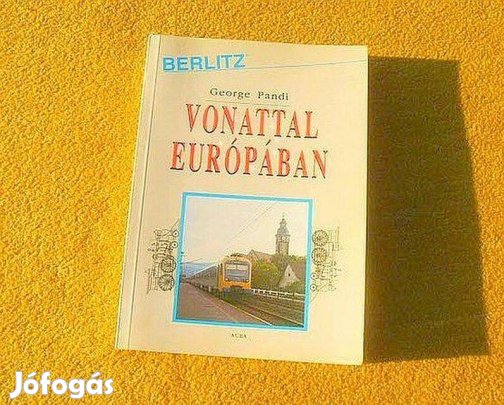 BERLITZ
George Pandi
VONATTAL
EURÓPÁBAN
Jófogás